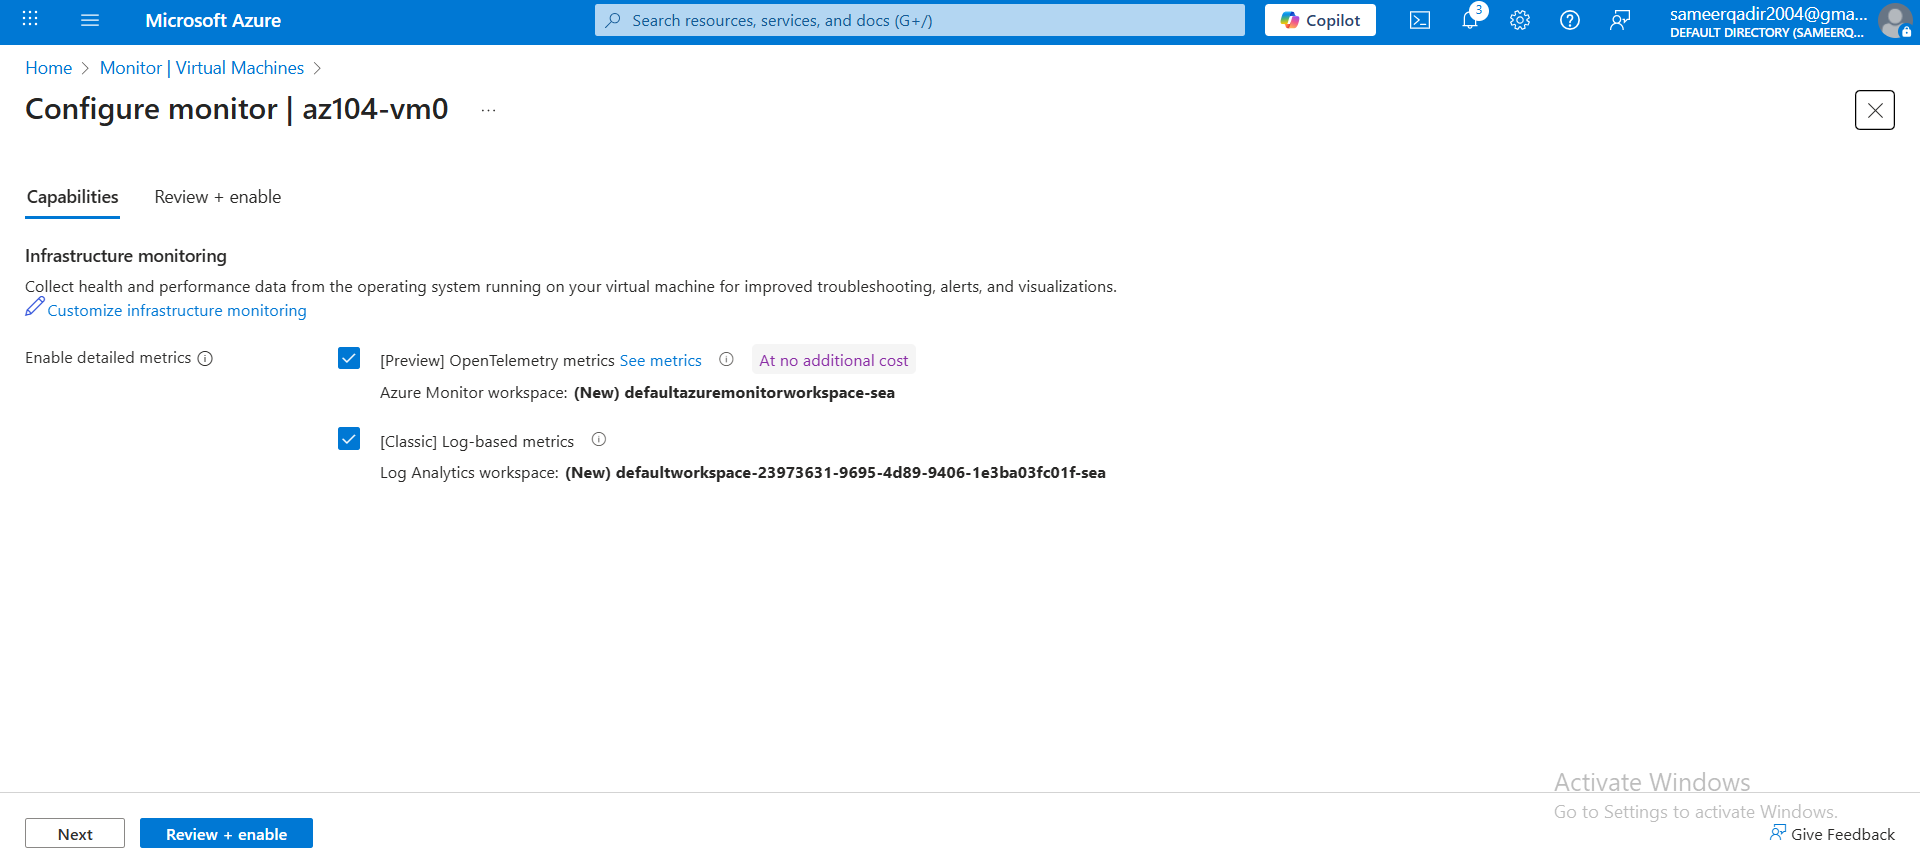 Microsoft Azure
Search resources, services, and docs (G+/)
Copilot
3
sameerqadir2004@gma...
DEFAULT DIRECTORY (SAMEERQ...
Home > Monitor | Virtual Machines >
Configure monitor | az104-vm0 ...
Capabilities
Review + enable
Infrastructure monitoring
Collect health and performance data from the operating system running on your virtual machine for improved troubleshooting, alerts, and visualizations.
Customize infrastructure monitoring
Enable detailed metrics
[Preview] OpenTelemetry metrics See metrics
At no additional cost
Azure Monitor workspace: (New) defaultazuremonitorworkspace-sea
[Classic] Log-based metrics
Log Analytics workspace: (New) defaultworkspace-23973631-9695-4d89-9406-1e3ba03fc01f-sea
Activate Windows
Go to Settings to activate Windows.
Next
Review + enable
Give Feedback